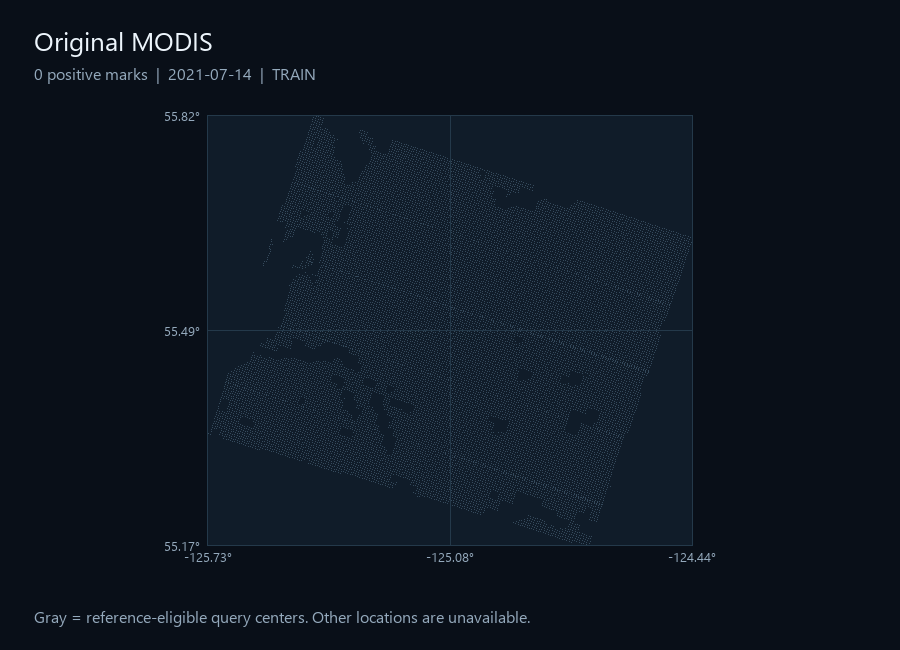 Original MODIS
0 positive marks | 2021-07-14 | TRAIN
55.82°
55.49°
55.17°
-125.73°
-125.08°
-124.44°
Gray = reference-eligible query centers. Other locations are unavailable.